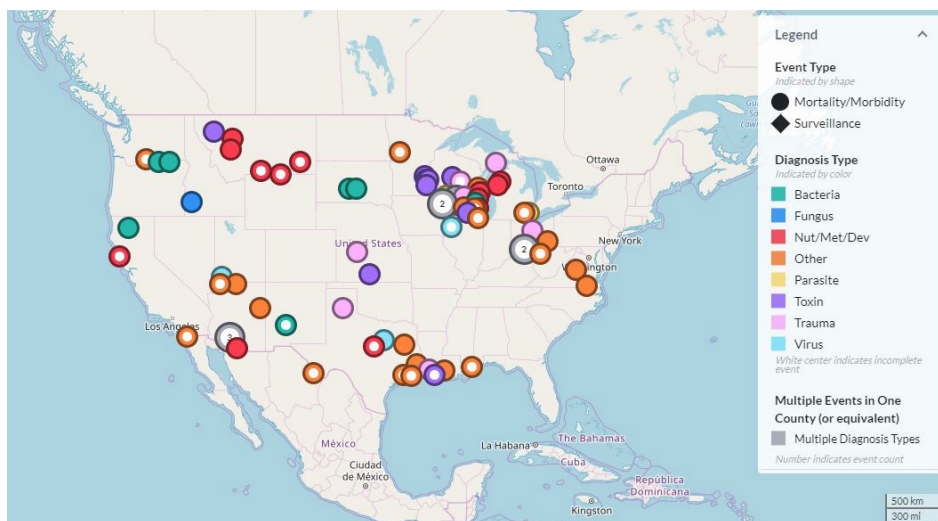 Legend
Event Type
Indicated by shape
Mortality/Morbidity
Surveillance
Diagnosis Type
Indicated by color
Bacteria
Fungus
Nut/Met/Dev
Other
Parasite
Toxin
Trauma
Virus
White center indicates incomplete
event
Multiple Events in One
County (or equivalent)
Multiple Diagnosis Types
Number indicates event count
500 km
300 mi
Ottawa
Toronto
2
New York
United States
2
Los Angeles
La Habana
The Bahamas
México
Cuba
Ciudad
de México
República
Dominicana
Kingston